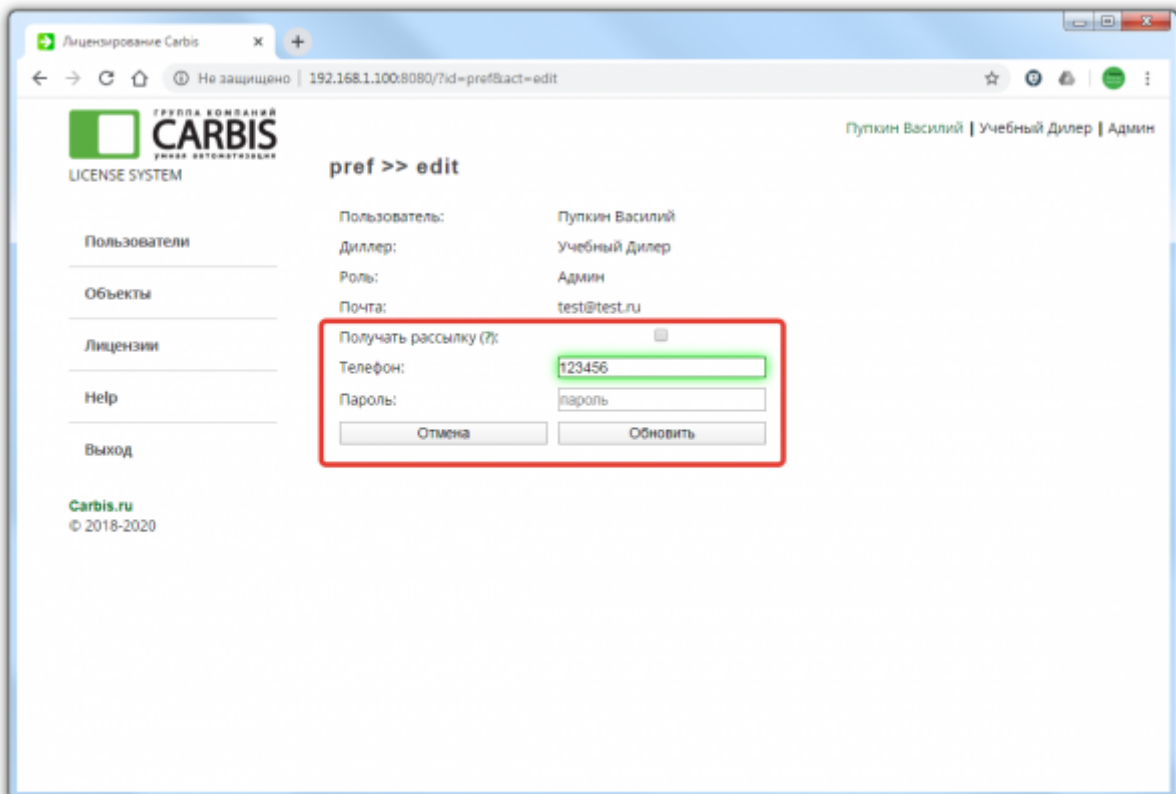 Лицензирование Carbis
Не защищено 192.168.1.100:8080/?id=pref&act=edit
ГРУППА КОМПАНИЙ
CARBIS
умная автоматизация
LICENSE SYSTEM
Пупкин Василий | Учебный Дилер | Админ
pref >> edit
Пользователь: Пупкин Василий
Диллер: Учебный Дилер
Роль: Админ
Почта: test@test.ru
Получать рассылку (?):
Телефон: 123456
Пароль: пароль
Отмена Обновить
Пользователи
Объекты
Лицензии
Help
Выход
Carbis.ru
© 2018-2020